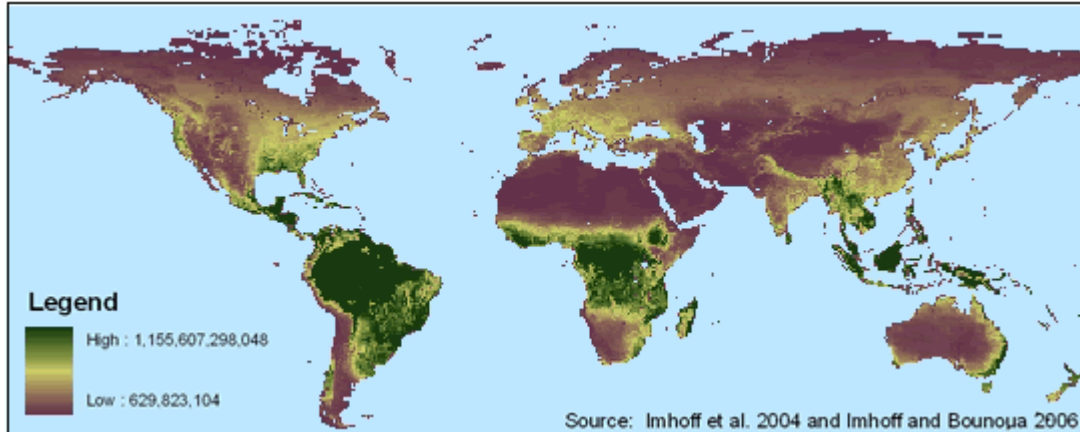 Legend
High : 1,155,607,298,048
Low : 629,823,104
Source: Imhoff et al. 2004 and Imhoff and Bounoµa 2006